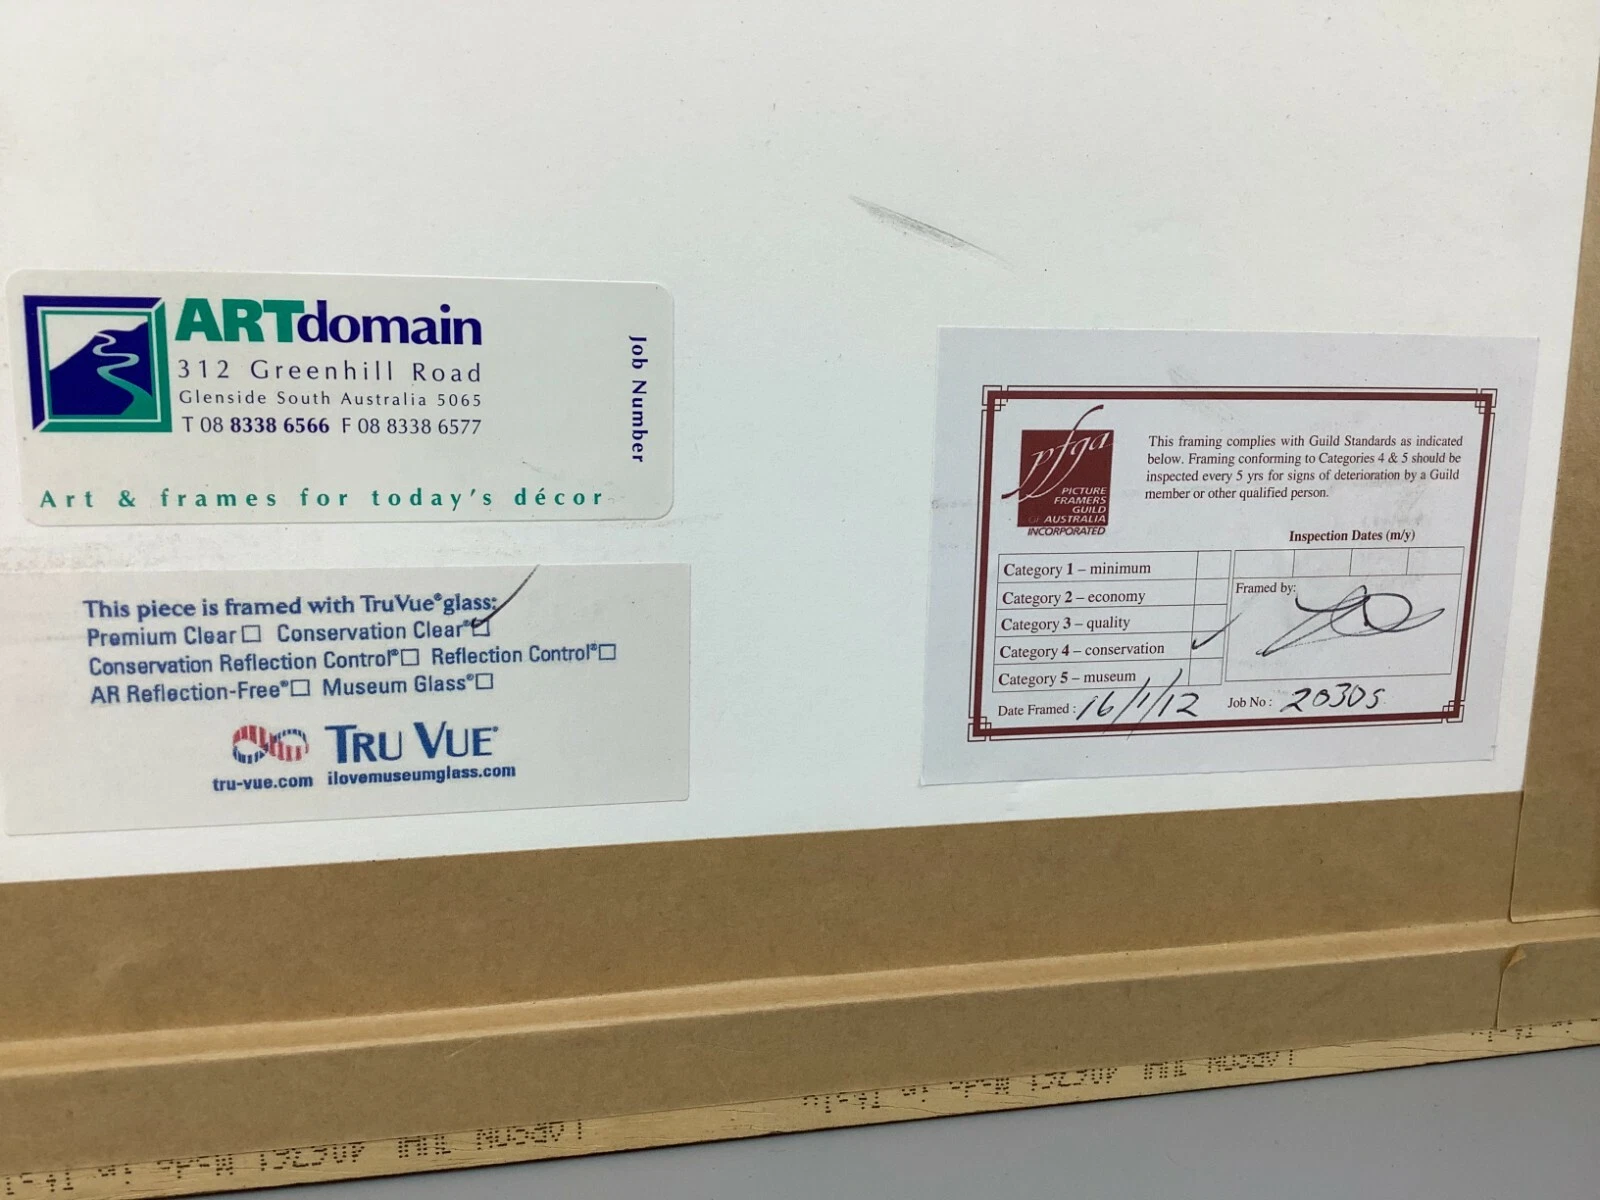 ARTdomain
312 Greenhill Road
Glenside South Australia 5065
T 08 8338 6566 F 08 8338 6577
Art & frames for today's décor
Job Number
This piece is framed with TruVue® glass:
Premium Clear☐ Conservation Clear®☑
Conservation Reflection Control®☐ Reflection Control®☐
AR Reflection-Free®☐ Museum Glass®☐
TRU VUE®
tru-vue.com ilovemuseumglass.com
pfga
PICTURE
FRAMERS
GUILD
OF AUSTRALIA
INCORPORATED
This framing complies with Guild Standards as indicated
below. Framing conforming to Categories 4 & 5 should be
inspected every 5 yrs for signs of deterioration by a Guild
member or other qualified person.
Inspection Dates (m/y)
Category 1 – minimum
Category 2 – economy
Category 3 – quality
Category 4 – conservation ✓
Category 5 – museum
Framed by:
Date Framed: 16/1/12
Job No: 20305